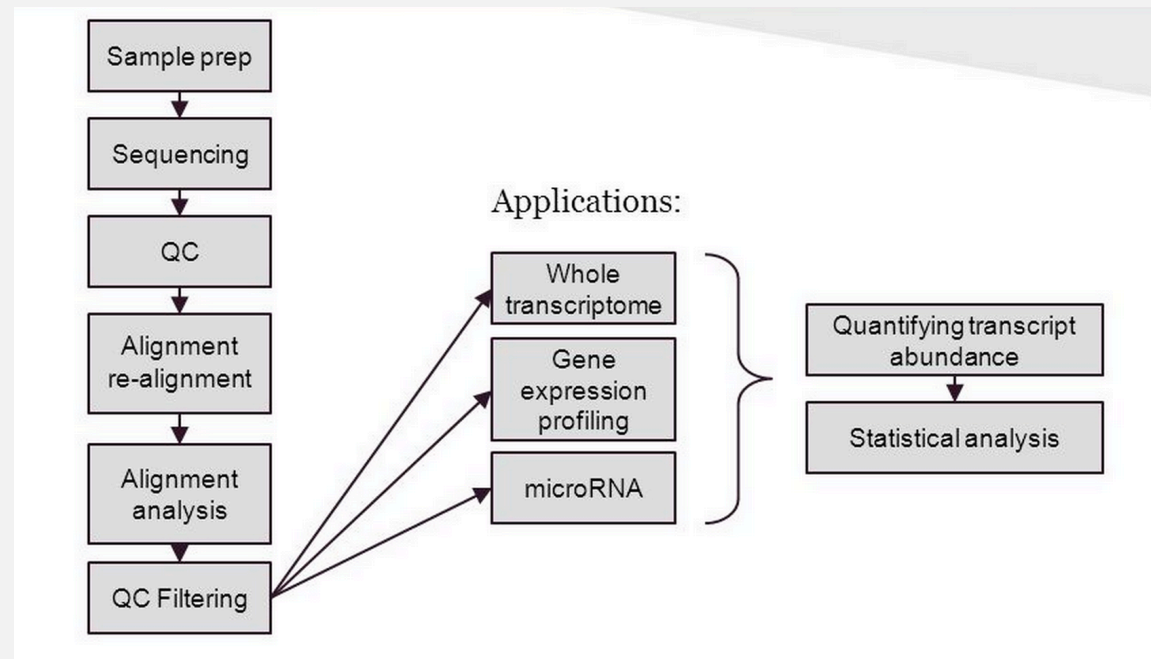 Sample prep
Sequencing
QC
Alignment
re-alignment
Alignment
analysis
QC Filtering
Applications:
Whole
transcriptome
Gene
expression
profiling
microRNA
Quantifying transcript
abundance
Statistical analysis